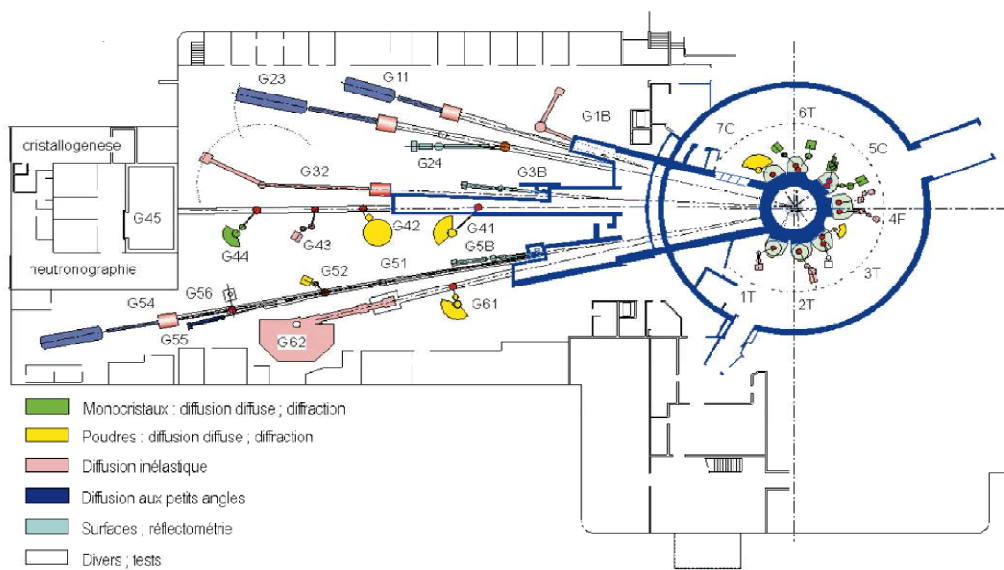 G23
G11
G1B
6T
7C
5C
cristallogenese
G24
G32
G3B
G45
4F
G44
G43
G42
G41
G5B
neutronographie
G51
G52
3T
G56
G54
G61
1T
2T
G55
G62
Monocristaux : diffusion diffuse ; diffraction
Poudres : diffusion diffuse ; diffraction
Diffusion inélastique
Diffusion aux petits angles
Surfaces ; réflectométrie
Divers ; tests